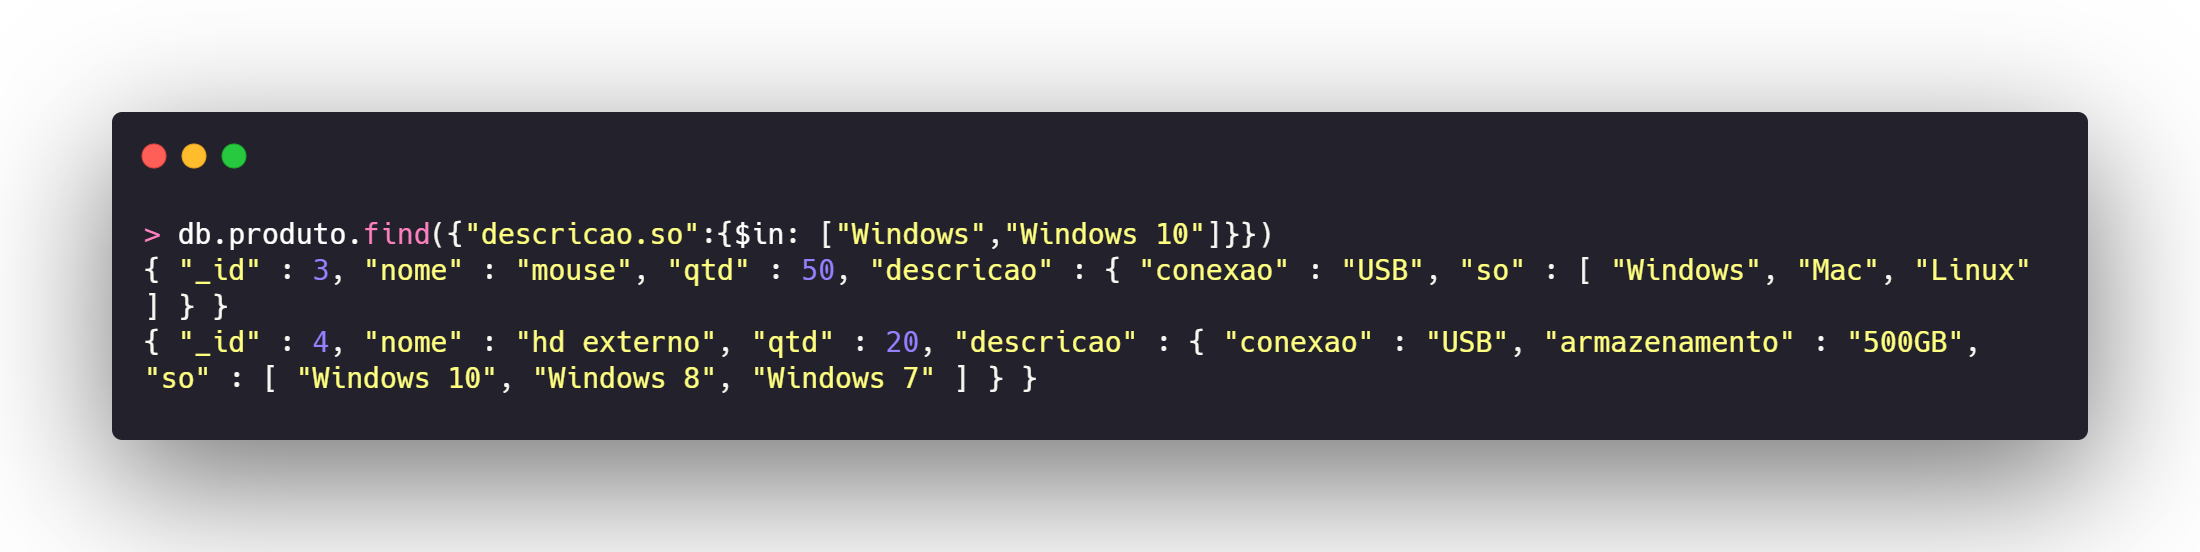 > db.produto.find({"descricao.so":{$in: ["Windows","Windows 10"]}})
{ "_id" : 3, "nome" : "mouse", "qtd" : 50, "descricao" : { "conexao" : "USB", "so" : [ "Windows", "Mac", "Linux"
] } }
{ "_id" : 4, "nome" : "hd externo", "qtd" : 20, "descricao" : { "conexao" : "USB", "armazenamento" : "500GB",
"so" : [ "Windows 10", "Windows 8", "Windows 7" ] } }